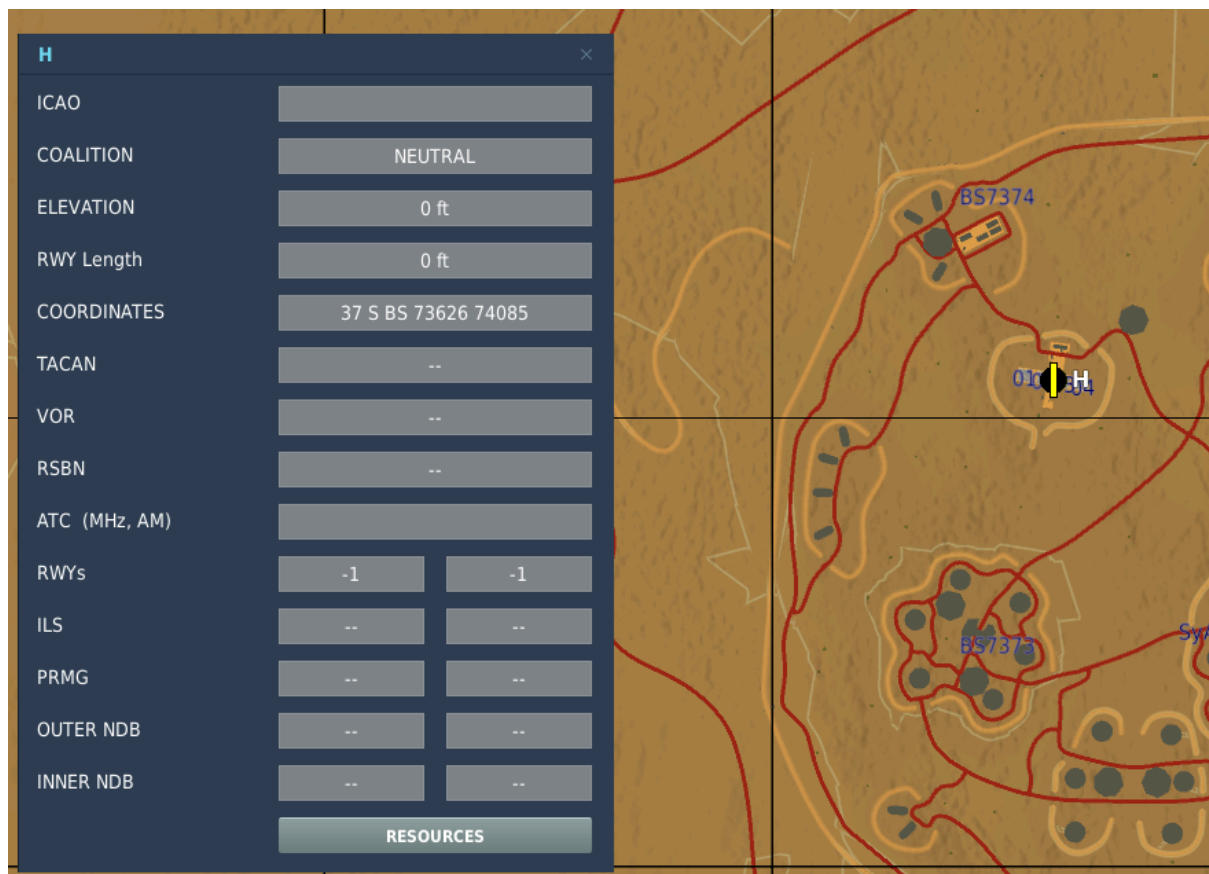 H
ICAO
COALITION NEUTRAL
ELEVATION 0 ft
RWY Length 0 ft
COORDINATES 37 S BS 73626 74085
TACAN --
VOR --
RSBN --
ATC (MHz, AM)
RWYs -1 -1
ILS -- --
PRMG -- --
OUTER NDB -- --
INNER NDB -- --
RESOURCES
BS7374
H
BS7373